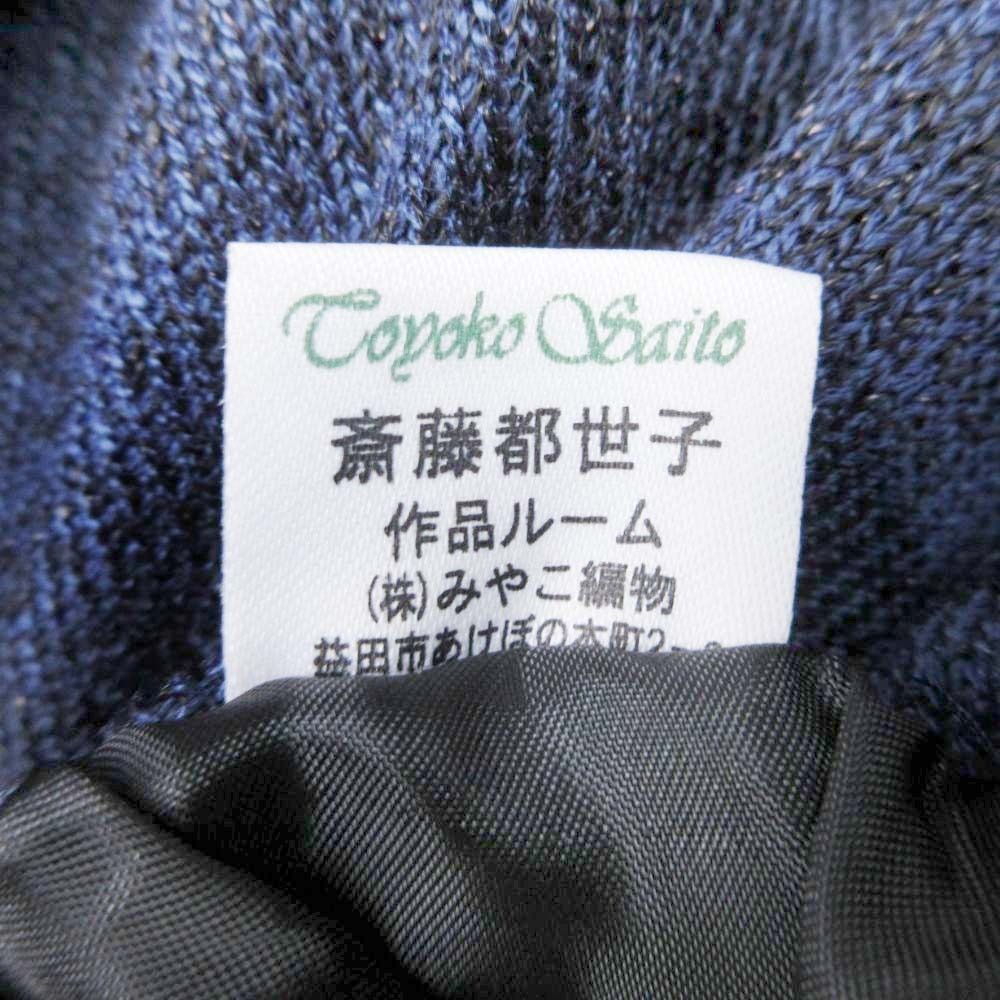 Toyoko Saito
斎藤都世子
作品ルーム
(株)みやこ編物
益田市あけぼの本町2-